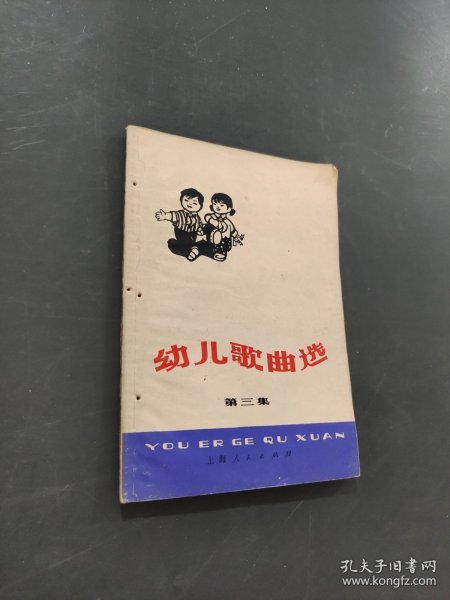 幼儿歌曲选
第三集
YOU ER GE QU XUAN
上海人民出版社
孔夫子旧书网
www.kongfz.com